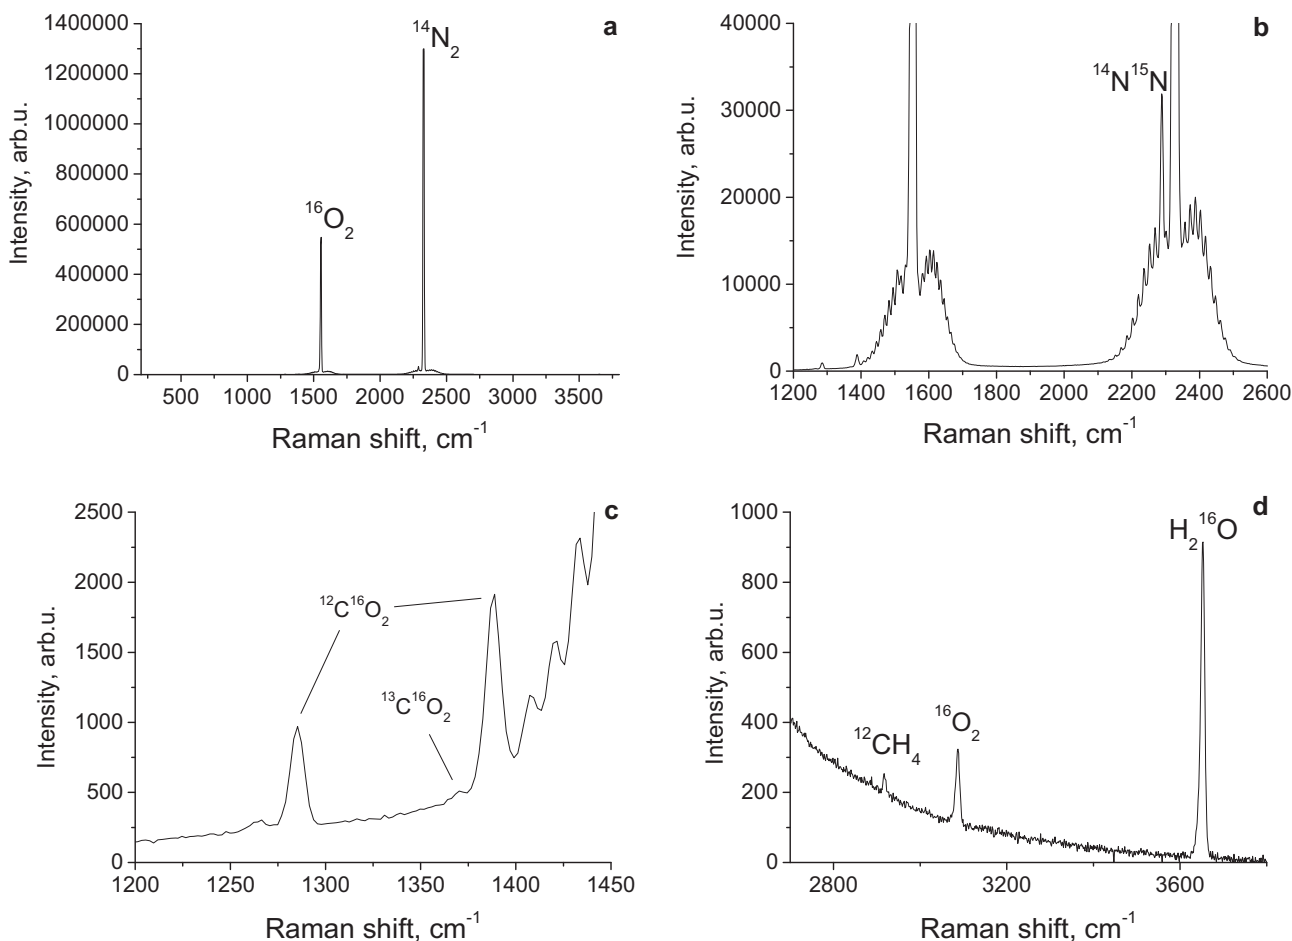 a
1400000
1200000
1000000
800000
600000
400000
200000
0
Intensity, arb.u.
¹⁶O₂
¹⁴N₂
500 1000 1500 2000 2500 3000 3500
Raman shift, cm⁻¹
b
40000
30000
20000
10000
0
Intensity, arb.u.
¹⁴N¹⁵N
1200 1400 1600 1800 2000 2200 2400 2600
Raman shift, cm⁻¹
c
2500
2000
1500
1000
500
0
Intensity, arb.u.
¹²C¹⁶O₂
¹³C¹⁶O₂
1200 1250 1300 1350 1400 1450
Raman shift, cm⁻¹
d
1000
800
600
400
200
0
Intensity, arb.u.
¹²CH₄
¹⁶O₂
H₂¹⁶O
2800 3200 3600
Raman shift, cm⁻¹